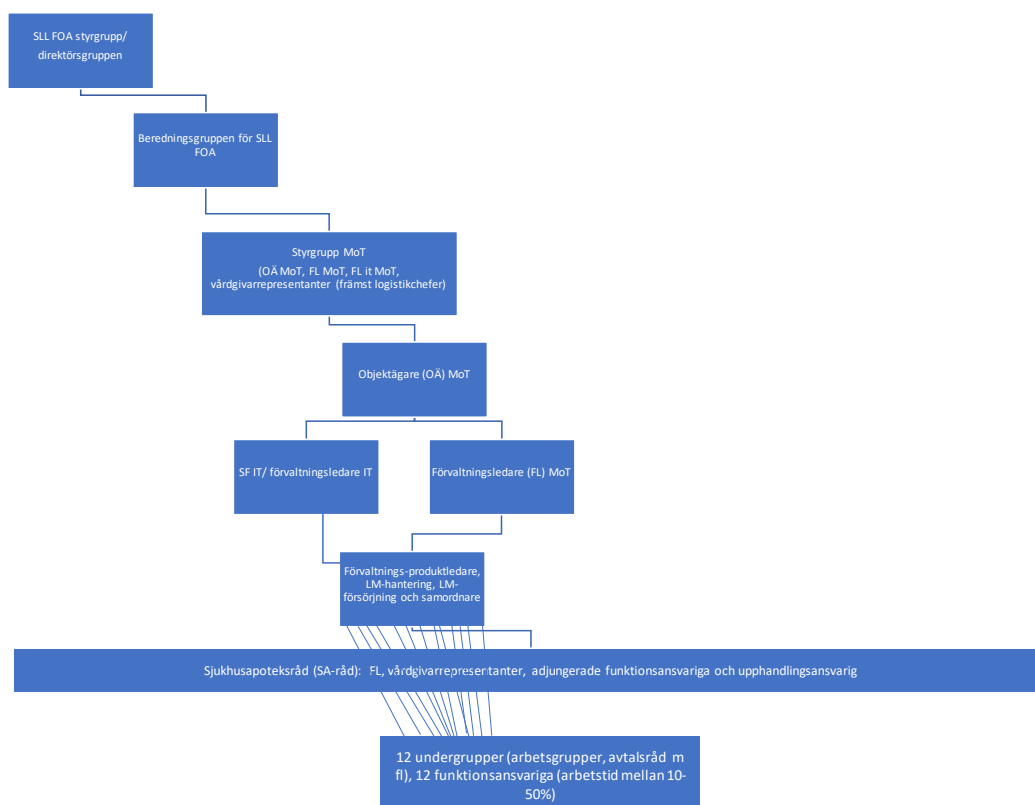 SLL FOA styrgrupp/
direktörsgruppen
Beredningsgruppen för SLL
FOA
Styrgrupp MoT
(OÄ MoT, FL MoT, FL it MoT,
vårdgivarrepresentanter (främst logistikchefer)
Objektägare (OÄ) MoT
SF IT/ förvaltningsledare IT
Förvaltningsledare (FL) MoT
Förvaltnings-produktledare,
LM-hantering, LM-
försörjning och samordnare
Sjukhusapoteksråd (SA-råd): FL, vårdgivarrepresentanter, adjungerade funktionsansvariga och upphandlingsansvarig
12 undergrupper (arbetsgrupper, avtalsråd m
fl), 12 funktionsansvariga (arbetstid mellan 10-
50%)